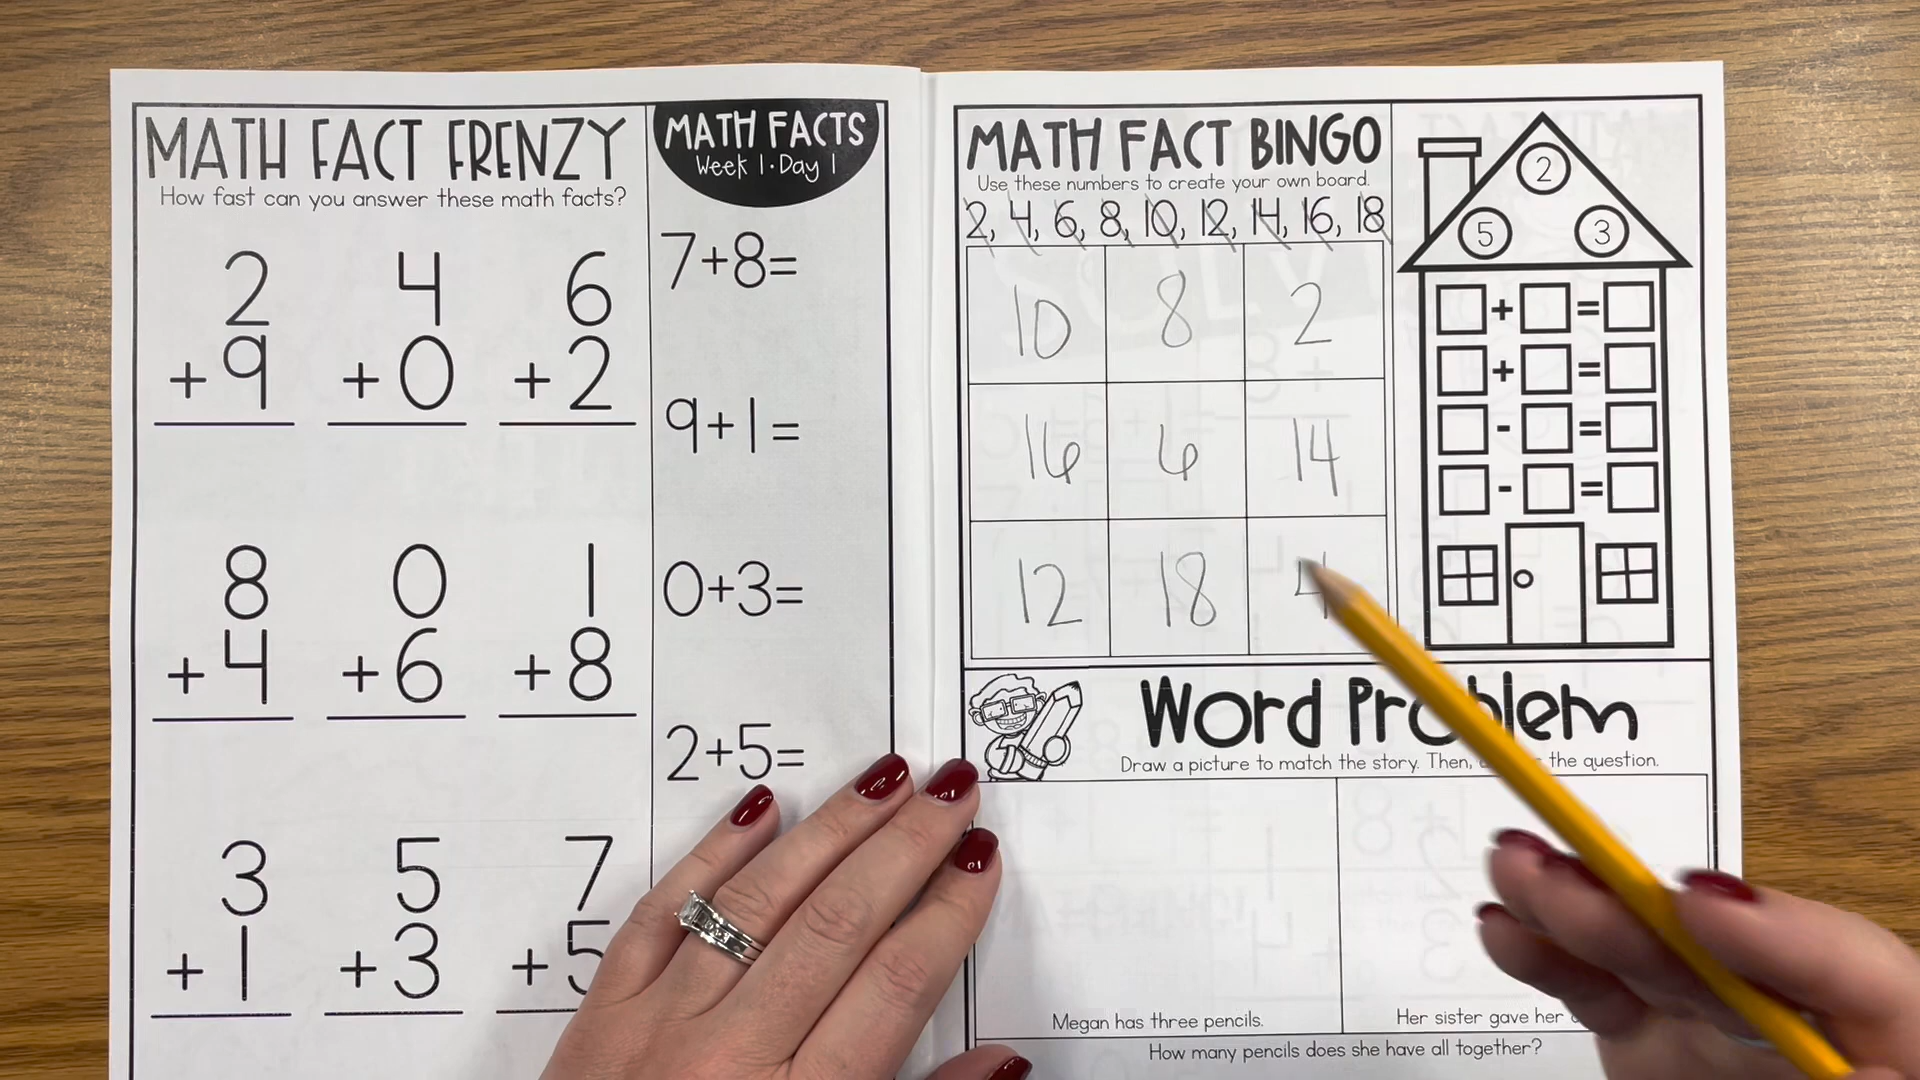 MATH FACT FRENZY
How fast can you answer these math facts?
2 4 6
+9 +0 +2
8 0 1
+4 +6 +8
3 5 7
+1 +3 +5
MATH FACTS
Week 1·Day 1
7+8=
9+1=
0+3=
2+5=
MATH FACT BINGO
Use these numbers to create your own board.
2, 4, 6, 8, 10, 12, 14, 16, 18
10 8 2
16 6 14
12 18 4
2
5 3
+ =
+ =
- =
- =
Word Problem
Draw a picture to match the story. Then, the question.
Megan has three pencils.
Her sister gave her
How many pencils does she have all together?